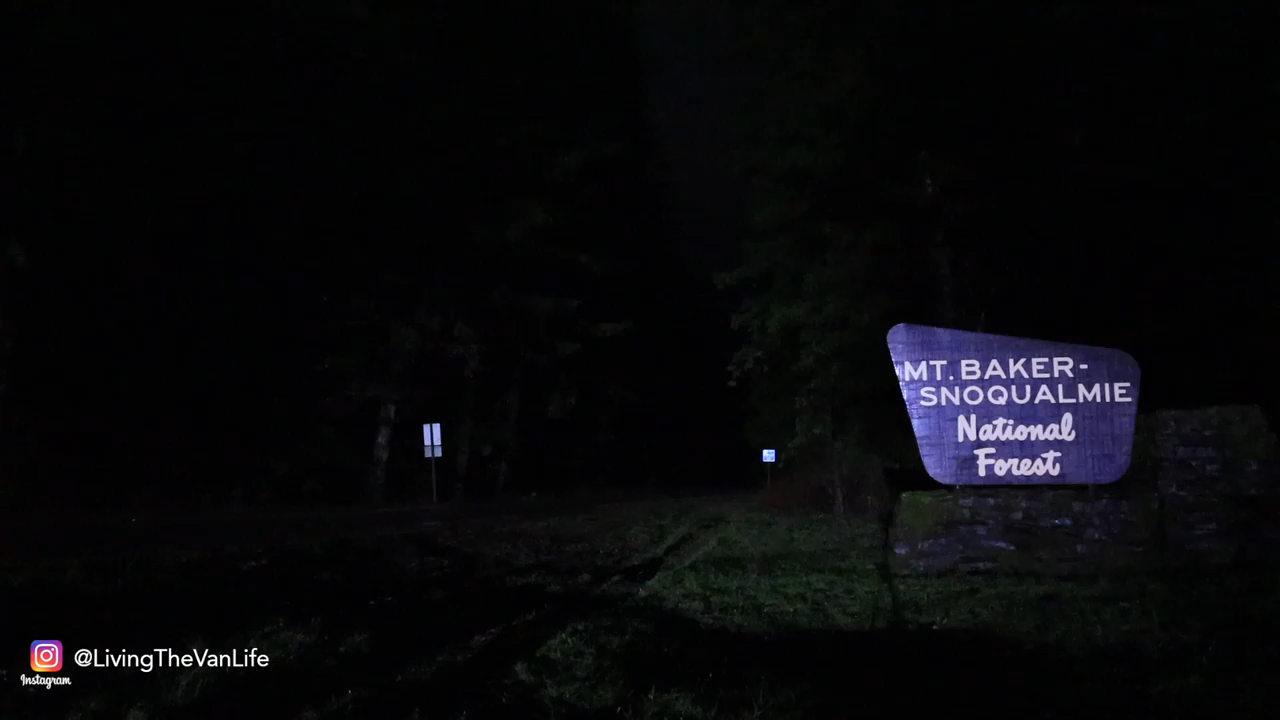 MT. BAKER-
SNOQUALMIE
National
Forest
@LivingTheVanLife
Instagram